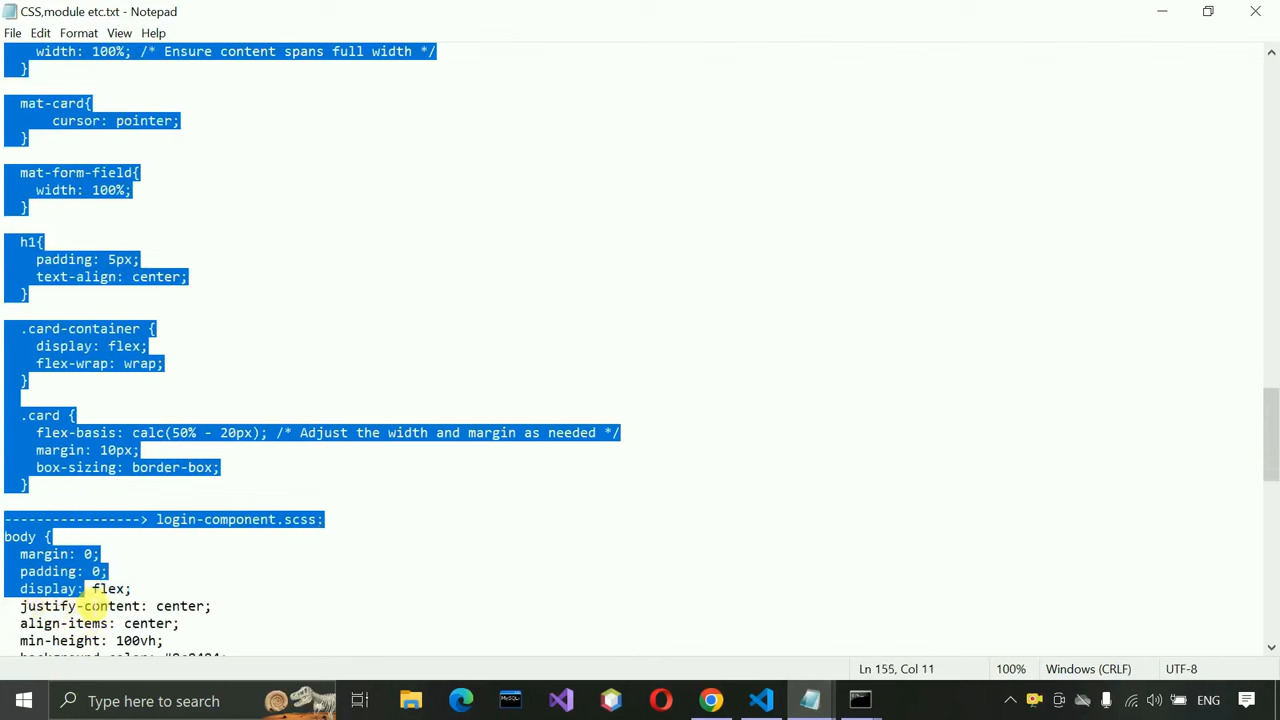 CSS,module etc.txt - Notepad
File Edit Format View Help
width: 100%; /* Ensure content spans full width */
}
mat-card{
cursor: pointer;
}
mat-form-field{
width: 100%;
}
h1{
padding: 5px;
text-align: center;
}
.card-container {
display: flex;
flex-wrap: wrap;
}
.card {
flex-basis: calc(50% - 20px); /* Adjust the width and margin as needed */
margin: 10px;
box-sizing: border-box;
}
-----------------> login-component.scss:
body {
margin: 0;
padding: 0;
display: flex;
justify-content: center;
align-items: center;
min-height: 100vh;
Ln 155, Col 11
100%
Windows (CRLF)
UTF-8
Type here to search
ENG